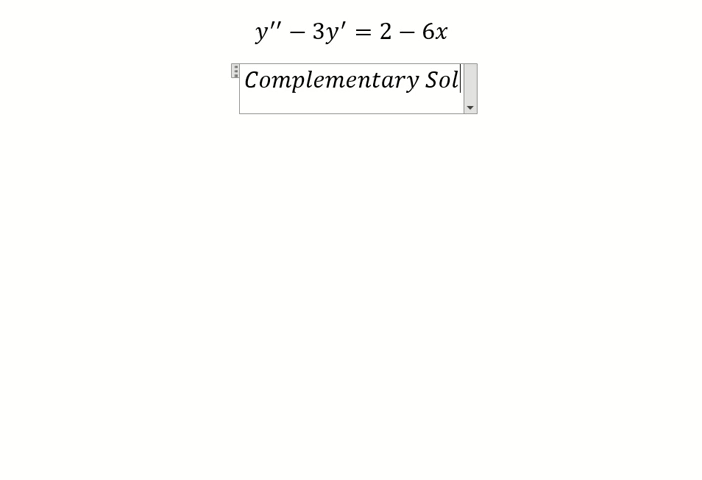 y′′ − 3y′ = 2 − 6x
Complementary Sol